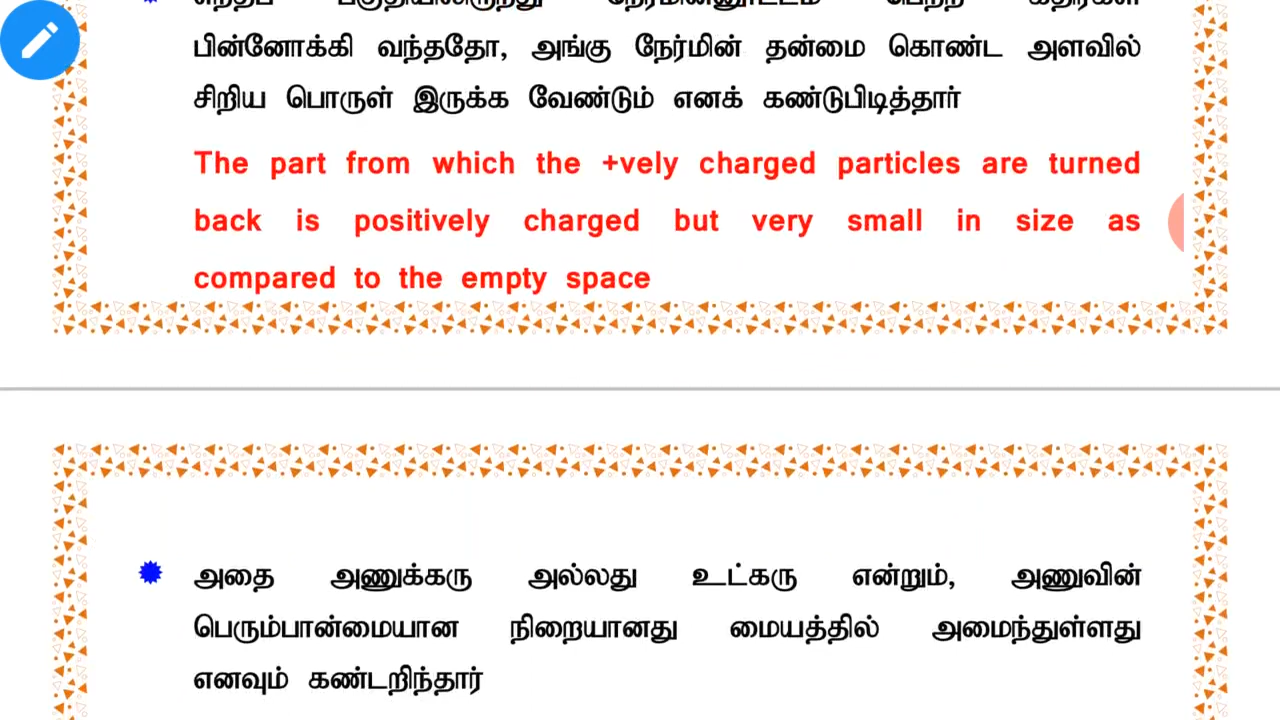 பின்னோக்கி வந்ததோ, அங்கு நேர்மின் தன்மை கொண்ட அளவில்
சிறிய பொருள் இருக்க வேண்டும் எனக் கண்டுபிடித்தார்
The part from which the +vely charged particles are turned
back is positively charged but very small in size as
compared to the empty space
அதை அணுக்கரு அல்லது உட்கரு என்றும், அணுவின்
பெரும்பான்மையான நிறையானது மையத்தில் அமைந்துள்ளது
எனவும் கண்டறிந்தார்